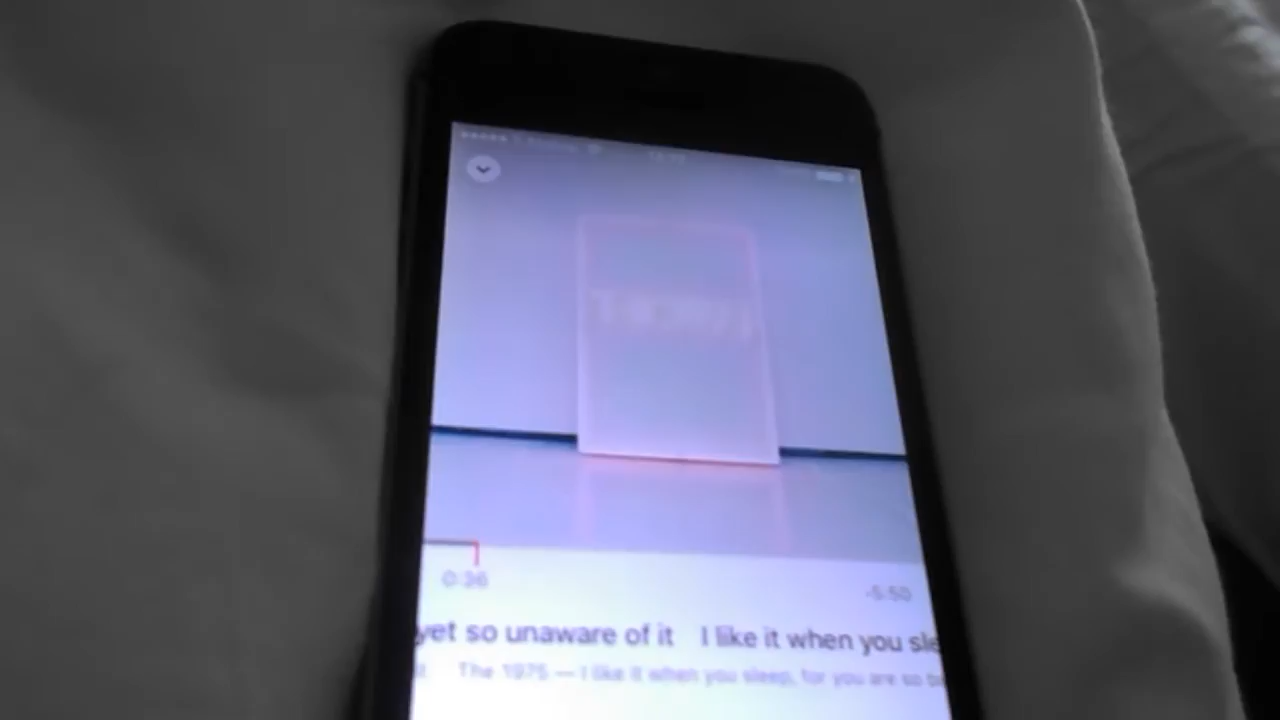 0:36
-5:50
yet so unaware of it I like it when you sle
The 1975 — I like it when you sleep, for you are so b